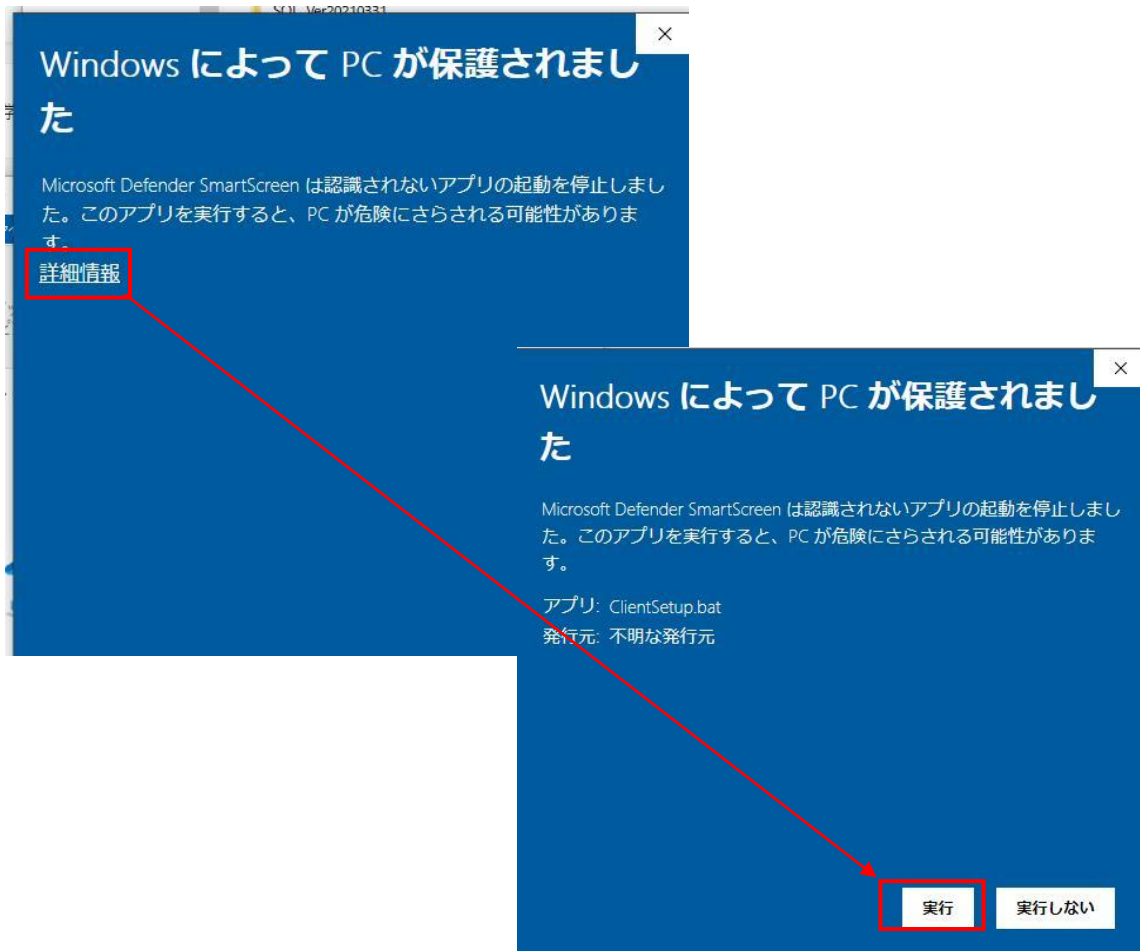 SQL_Ver20210331
Windows によって PC が保護されまし
た
Microsoft Defender SmartScreen は認識されないアプリの起動を停止しまし
た。このアプリを実行すると、PC が危険にさらされる可能性がありま
す。
詳細情報
Windows によって PC が保護されまし
た
Microsoft Defender SmartScreen は認識されないアプリの起動を停止しまし
た。このアプリを実行すると、PC が危険にさらされる可能性がありま
す。
アプリ: ClientSetup.bat
発行元: 不明な発行元
実行 実行しない